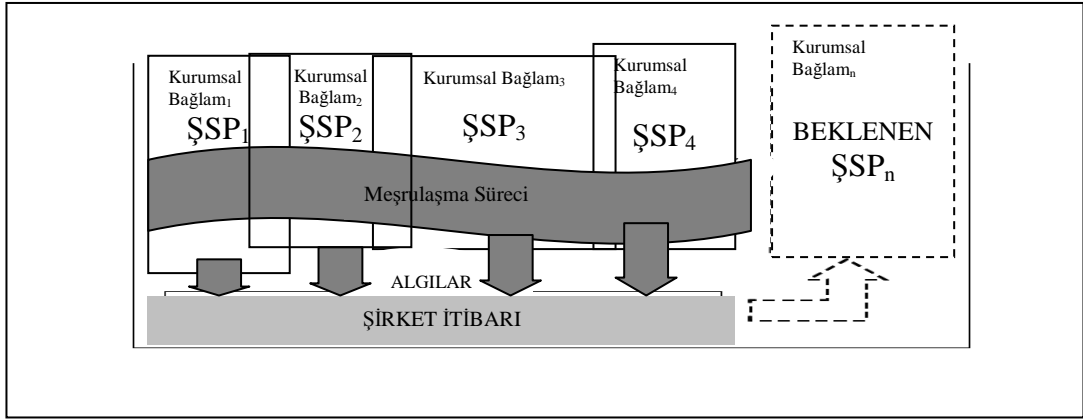 Kurumsal
Bağlam₁
ŞSP₁
Kurumsal
Bağlam₂
ŞSP₂
Kurumsal Bağlam₃
ŞSP₃
Kurumsal
Bağlam₄
ŞSP₄
Kurumsal
Bağlamₙ
BEKLENEN
ŞSPₙ
Meşrulaşma Süreci
ALGILAR
ŞİRKET İTİBARI